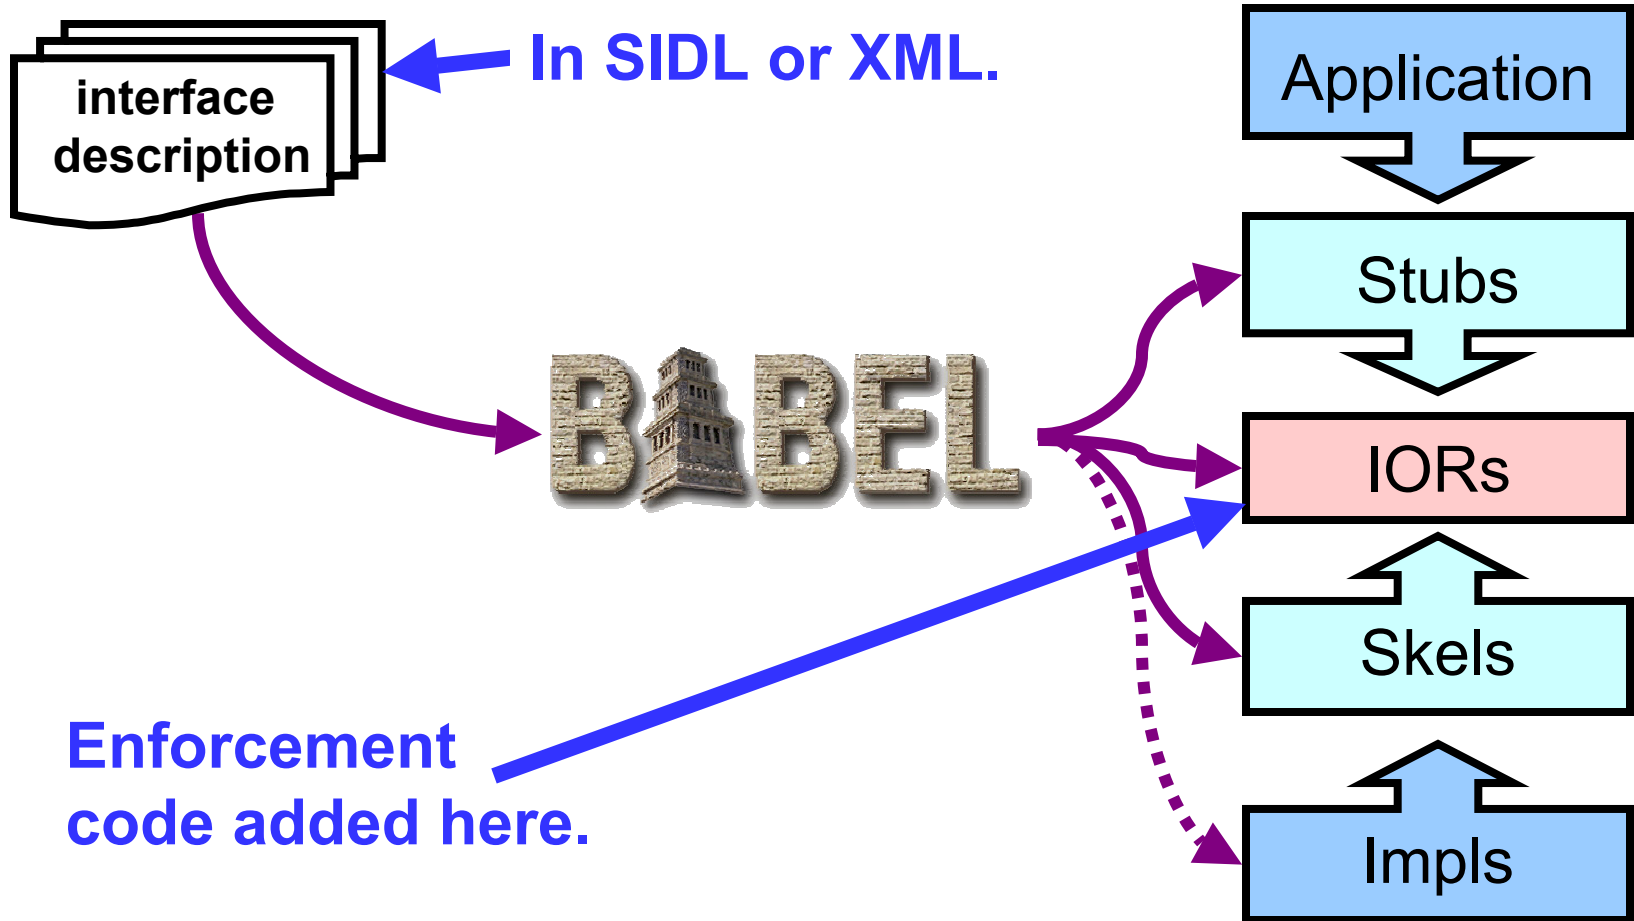 interface
description
In SIDL or XML.
Application
Stubs
BABEL
IORs
Skels
Enforcement
code added here.
Impls